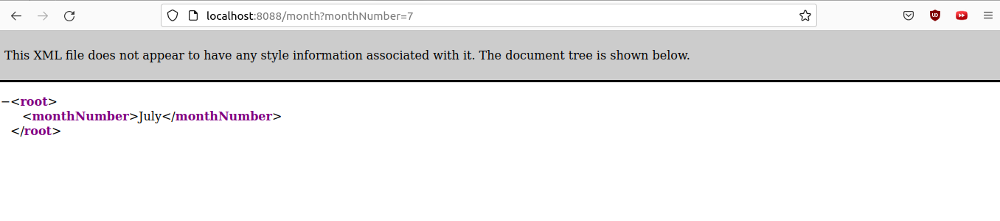 localhost:8088/month?monthNumber=7
This XML file does not appear to have any style information associated with it. The document tree is shown below.
−<root>
<monthNumber>July</monthNumber>
</root>